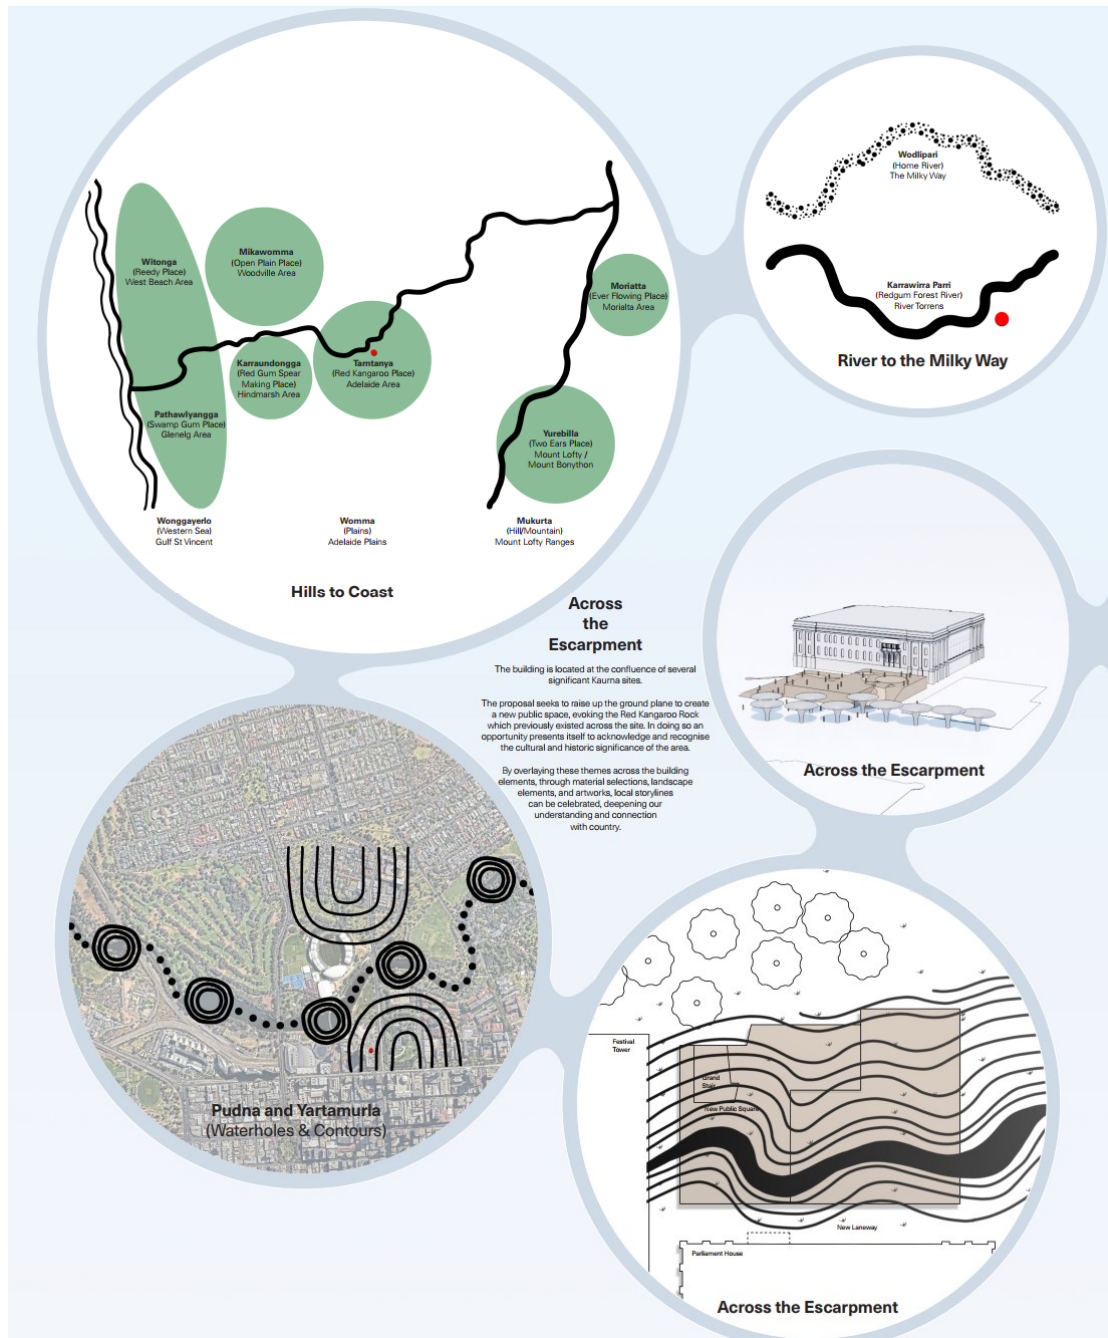 Witonga
(Reedy Place)
West Beach Area
Mikawomma
(Open Plain Place)
Woodville Area
Moriatta
(Ever Flowing Place)
Morialta Area
Karraundongga
(Red Gum Spear
Making Place)
Hindmarsh Area
Tarntanya
(Red Kangaroo Place)
Adelaide Area
Pathawlyangga
(Swamp Gum Place)
Glenelg Area
Yurebilla
(Two Ears Place)
Mount Lofty /
Mount Bonython
Wonggayerlo
(Western Sea)
Gulf St Vincent
Womma
(Plains)
Adelaide Plains
Mukurta
(Hill/Mountain)
Mount Lofty Ranges
Hills to Coast
Wodlipari
(Home River)
The Milky Way
Karrawirra Parri
(Redgum Forest River)
River Torrens
River to the Milky Way
Across
the
Escarpment
The building is located at the confluence of several
significant Kaurna sites.
The proposal seeks to raise up the ground plane to create
a new public space, evoking the Red Kangaroo Rock
which previously existed across the site. In doing so an
opportunity presents itself to acknowledge and recognise
the cultural and historic significance of the area.
By overlaying these themes across the building
elements, through material selections, landscape
elements, and artworks, local storylines
can be celebrated, deepening our
understanding and connection
with country.
Across the Escarpment
Pudna and Yartamurla
(Waterholes & Contours)
Festival
Tower
Grand
Stair
New Public Square
New Laneway
Parliament House
Across the Escarpment